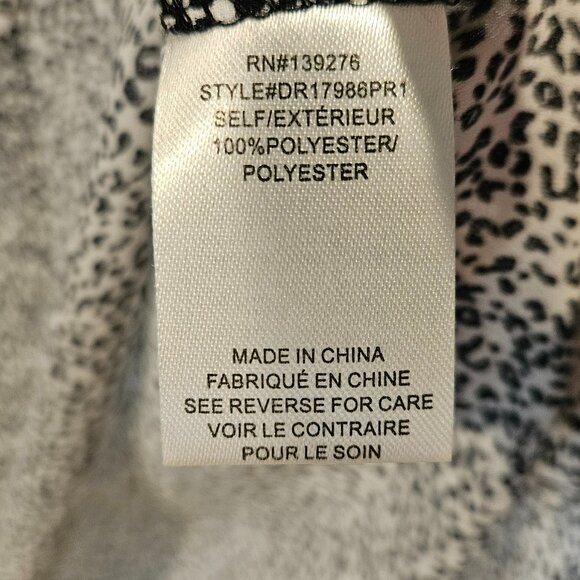 RN#139276
STYLE#DR17986PR1
SELF/EXTÉRIEUR
100%POLYESTER/
POLYESTER
MADE IN CHINA
FABRIQUÉ EN CHINE
SEE REVERSE FOR CARE
VOIR LE CONTRAIRE
POUR LE SOIN